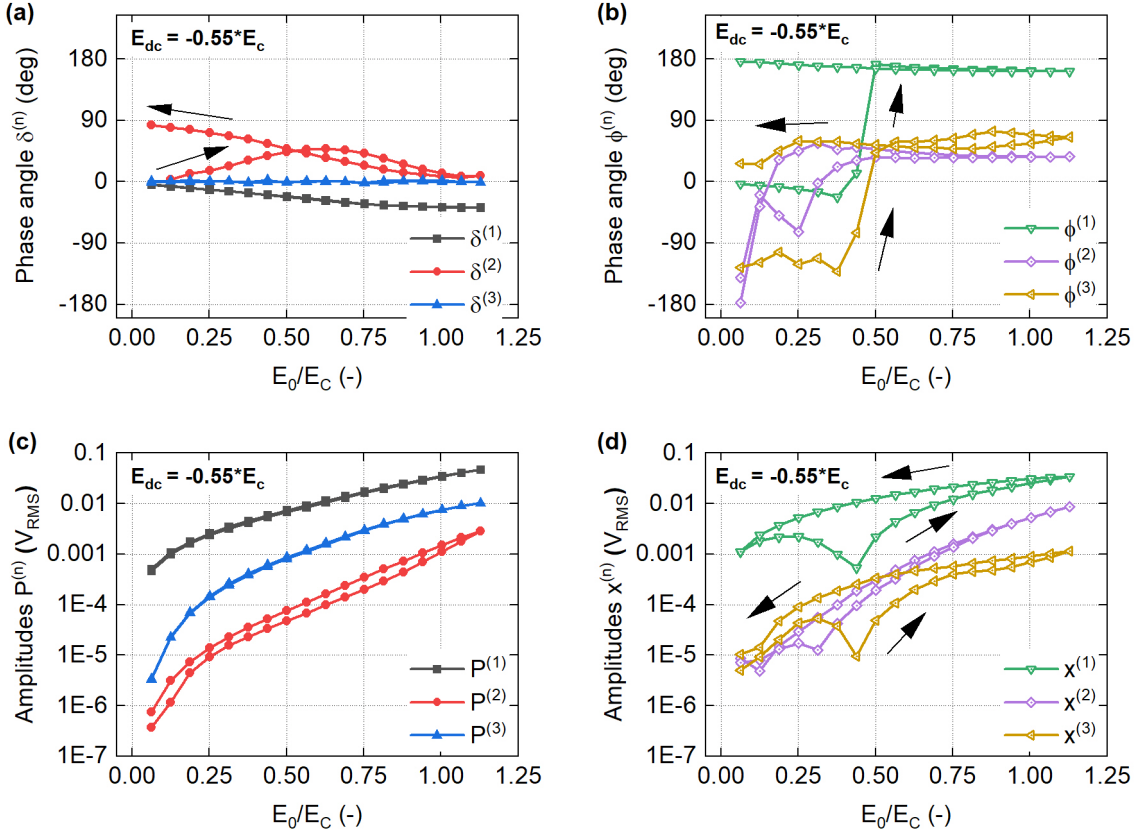 (a)
E_dc = -0.55*E_c
Phase angle δ^(n) (deg)
180
90
0
-90
-180
δ^(1)
δ^(2)
δ^(3)
0.00 0.25 0.50 0.75 1.00 1.25
E_0/E_C (-)
(b)
E_dc = -0.55*E_c
Phase angle ϕ^(n) (deg)
180
90
0
-90
-180
ϕ^(1)
ϕ^(2)
ϕ^(3)
0.00 0.25 0.50 0.75 1.00 1.25
E_0/E_C (-)
(c)
E_dc = -0.55*E_c
Amplitudes P^(n) (V_RMS)
0.1
0.01
0.001
1E-4
1E-5
1E-6
1E-7
P^(1)
P^(2)
P^(3)
0.00 0.25 0.50 0.75 1.00 1.25
E_0/E_C (-)
(d)
E_dc = -0.55*E_c
Amplitudes x^(n) (V_RMS)
0.1
0.01
0.001
1E-4
1E-5
1E-6
1E-7
x^(1)
x^(2)
x^(3)
0.00 0.25 0.50 0.75 1.00 1.25
E_0/E_C (-)